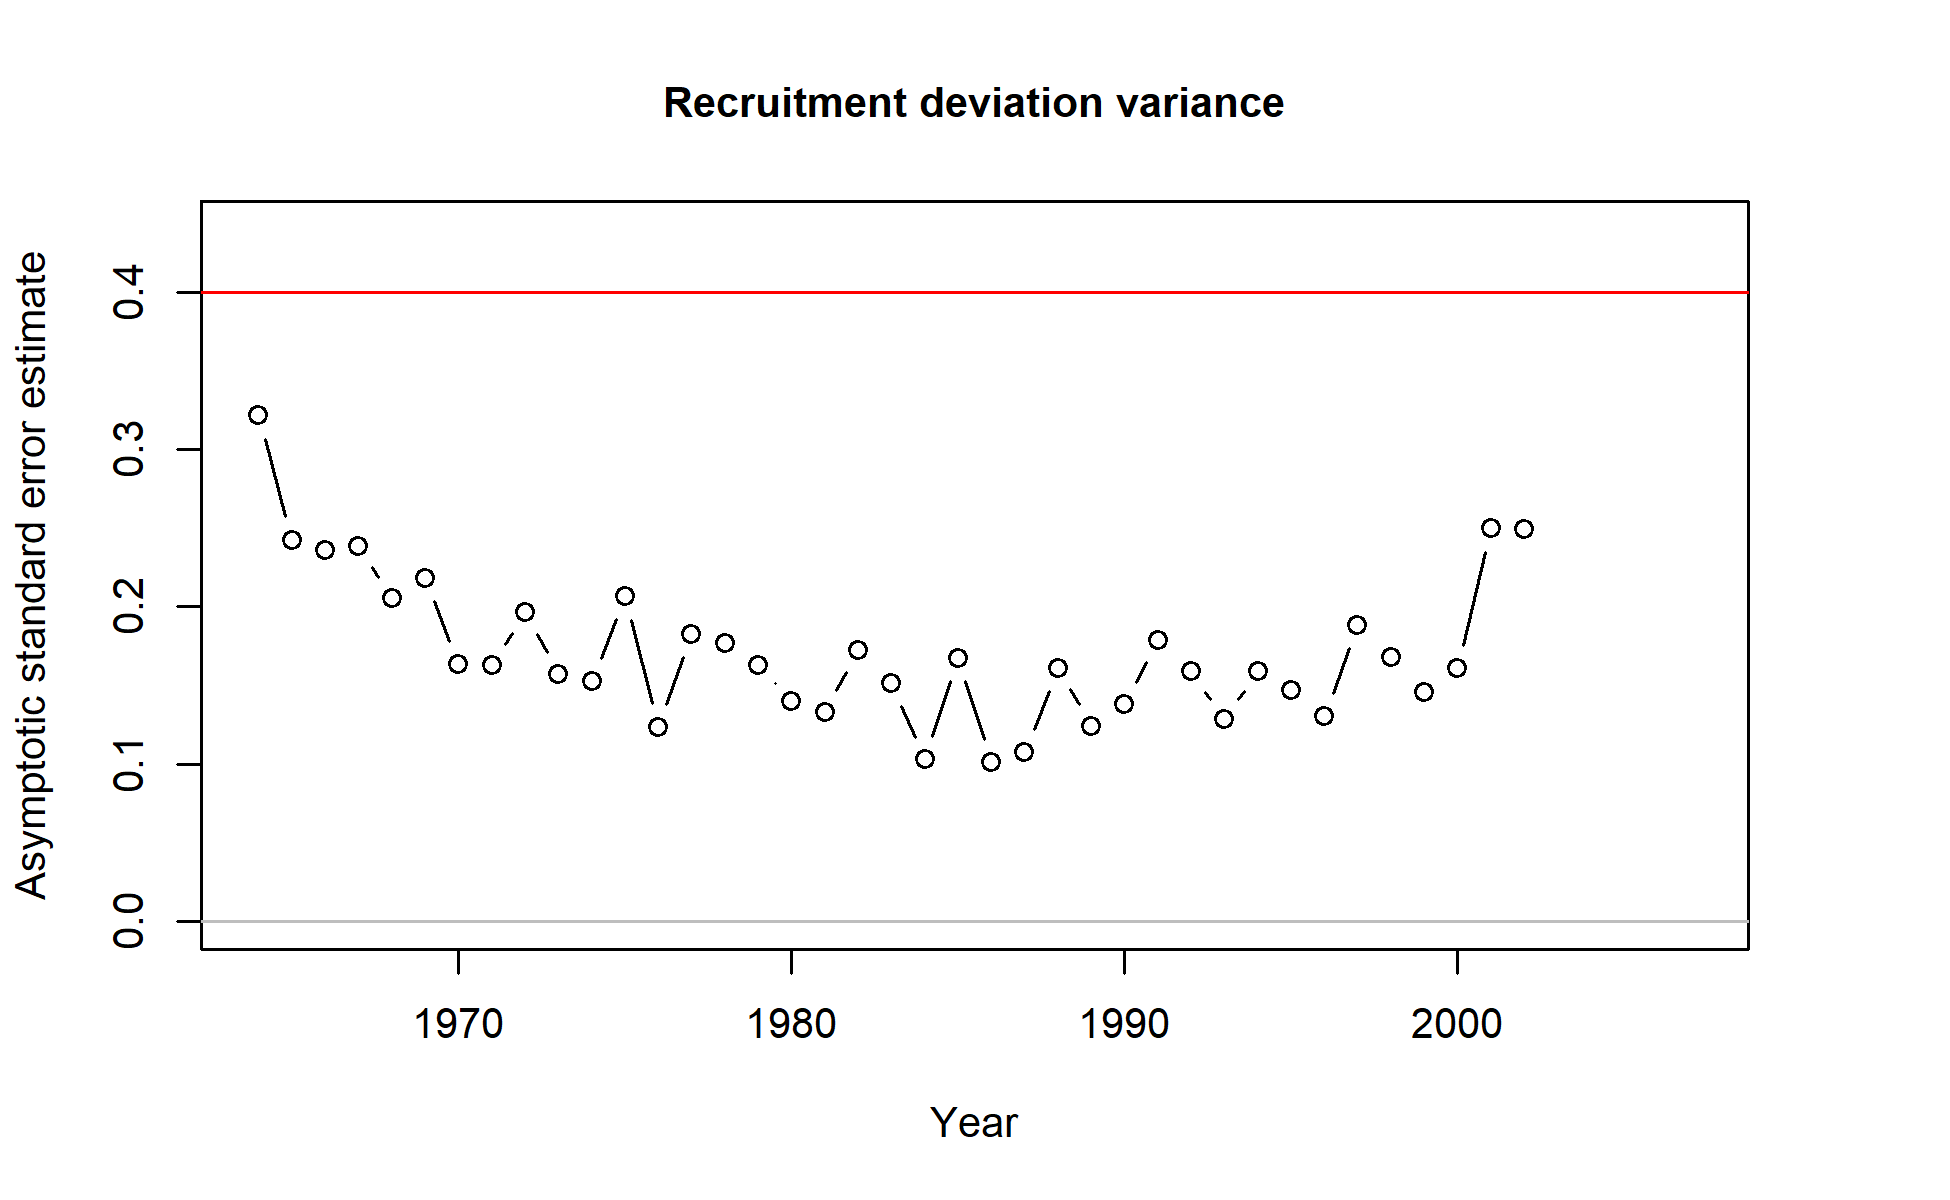 Recruitment deviation variance
Asymptotic standard error estimate
0.4
0.3
0.2
0.1
0.0
1970 1980 1990 2000
Year